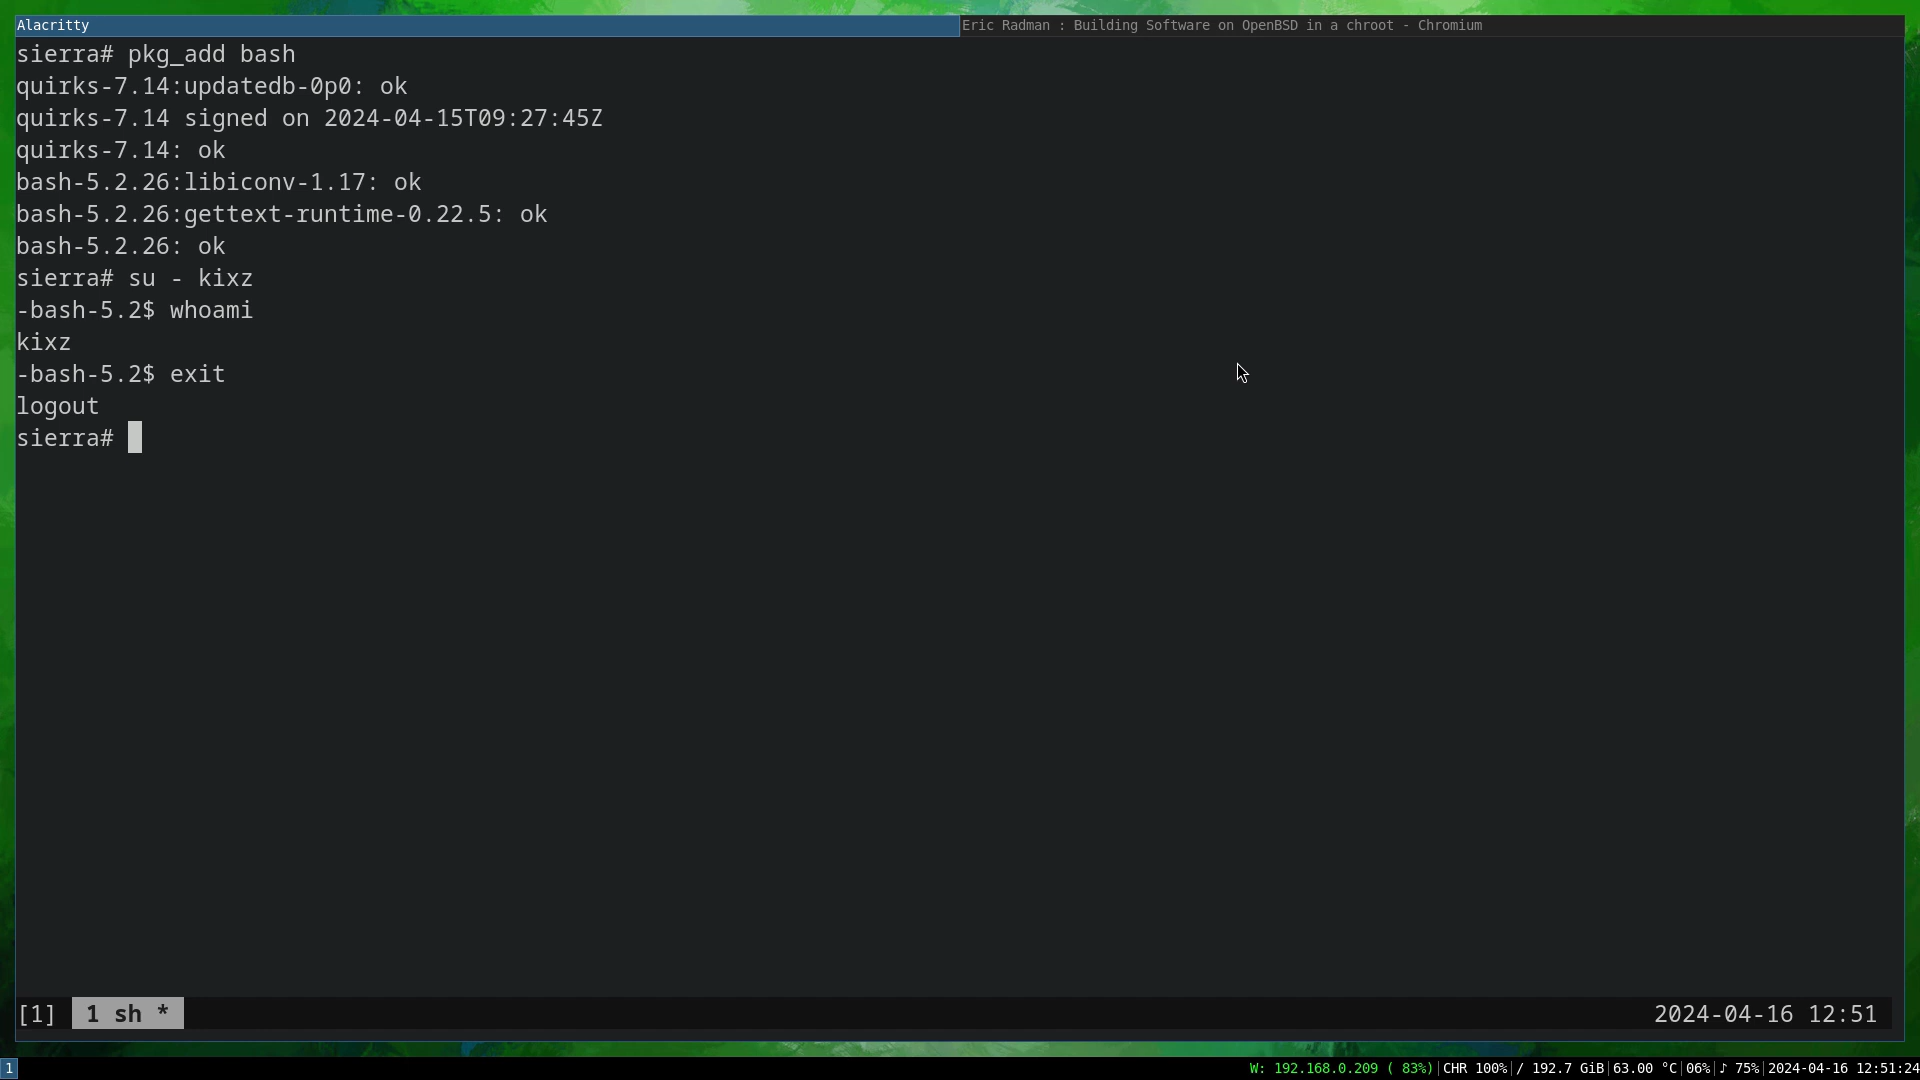 Alacritty
Eric Radman : Building Software on OpenBSD in a chroot - Chromium
sierra# pkg_add bash
quirks-7.14:updatedb-0p0: ok
quirks-7.14 signed on 2024-04-15T09:27:45Z
quirks-7.14: ok
bash-5.2.26:libiconv-1.17: ok
bash-5.2.26:gettext-runtime-0.22.5: ok
bash-5.2.26: ok
sierra# su - kixz
-bash-5.2$ whoami
kixz
-bash-5.2$ exit
logout
sierra#
[1] 1 sh * 2024-04-16 12:51
1 W: 192.168.0.209 ( 83%)|CHR 100%|/ 192.7 GiB|63.00 °C|06%|♪ 75%|2024-04-16 12:51:24